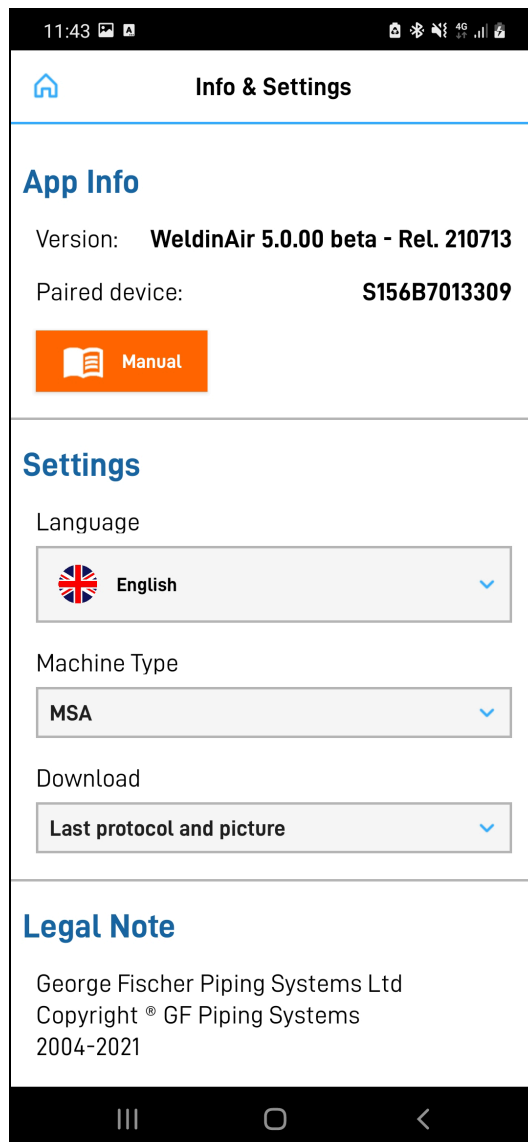 11:43
4G
Info & Settings
App Info
Version: WeldinAir 5.0.00 beta - Rel. 210713
Paired device: S156B7013309
Manual
Settings
Language
English
Machine Type
MSA
Download
Last protocol and picture
Legal Note
George Fischer Piping Systems Ltd
Copyright ® GF Piping Systems
2004-2021